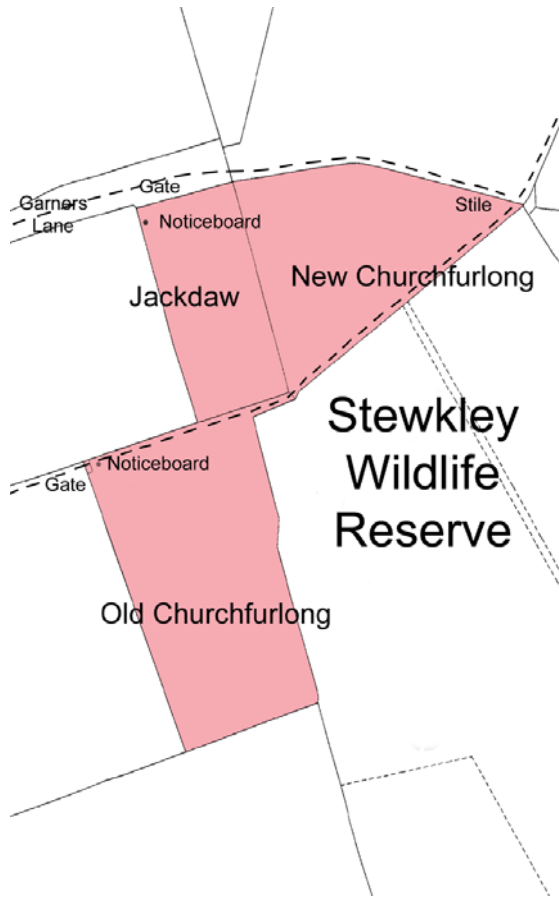 Gate
Garners
Lane
Noticeboard
Stile
New Churchfurlong
Jackdaw
Stewkley
Wildlife
Reserve
Noticeboard
Gate
Old Churchfurlong